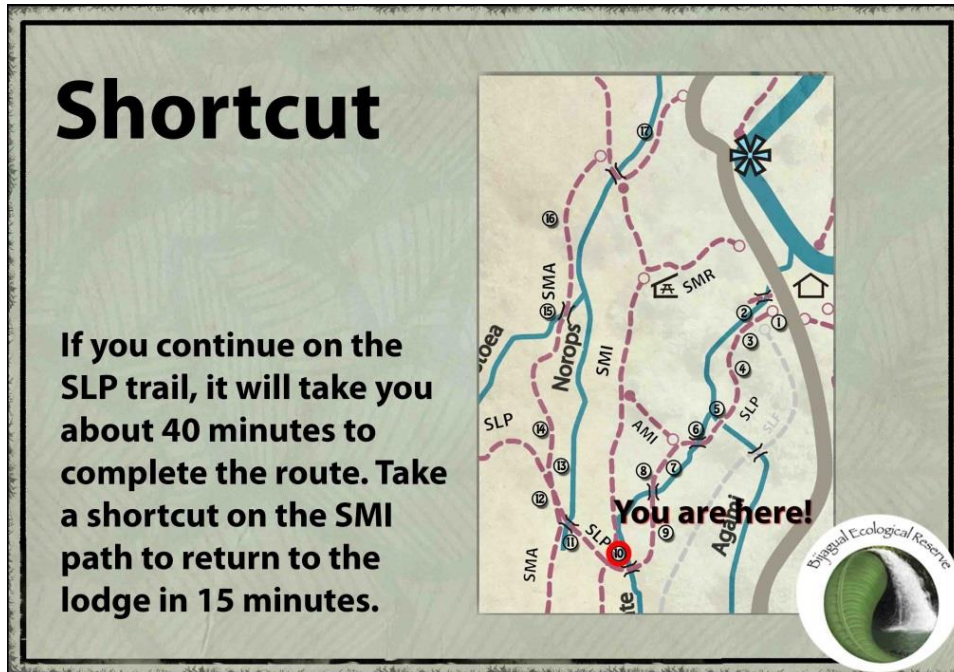 Shortcut
If you continue on the
SLP trail, it will take you
about 40 minutes to
complete the route. Take
a shortcut on the SMI
path to return to the
lodge in 15 minutes.
17
16
SMA
SMR
15
Norops
SMI
2
1
3
4
SLP
SLP
5
AMI
6
SLP
14
13
8
7
12
You are here!
9
Agami
11
SLP
10
SMA
Bijagual Ecological Reserve